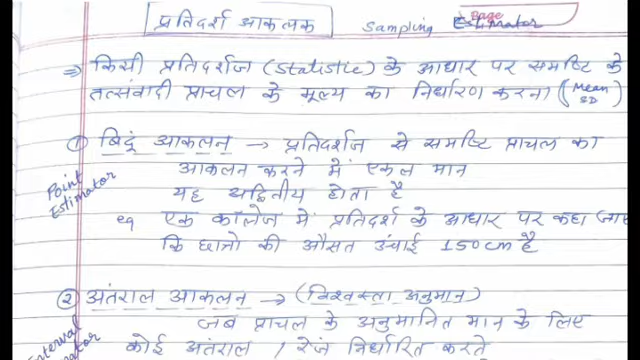 प्रतिदर्श आकलक Sampling Estimator
Page
⇒ किसी प्रतिदर्शज (Statistic) के आधार पर समष्टि के
तत्संवादी प्राचल के मूल्य का निर्धारण करना (Mean SD)
① बिंदू आकलन → प्रतिदर्शज से समष्टि प्राचल का
Point Estimator
आकलन करने में एकल मान
यह अद्वितीय होता है
eg एक कॉलेज में प्रतिदर्श के आधार पर कहा जाए
कि छात्रो की औसत उंचाई 150 cm है
② अंतराल आकलन → (विश्वस्ता अनुमान)
जब प्राचल के अनुमानित मान के लिए
कोई अंतराल / रेंज निर्धारित करते